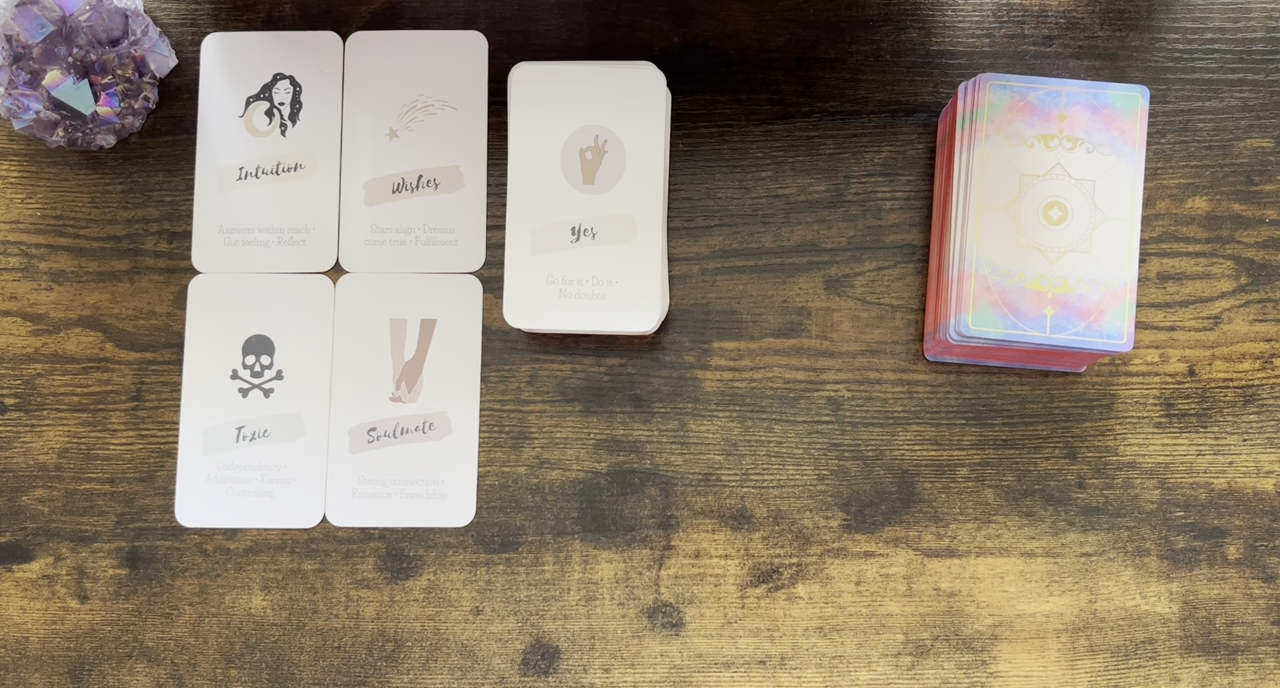 Intuition
Answers within reach •
Gut feeling • Reflect
Wishes
Stars align • Dreams
come true • Fulfilment
Yes
Go for it • Do it •
No doubts
Toxic
Codependency •
Addictions • Karmic •
Controlling
Soulmate
Strong connection •
Romance • Friendship